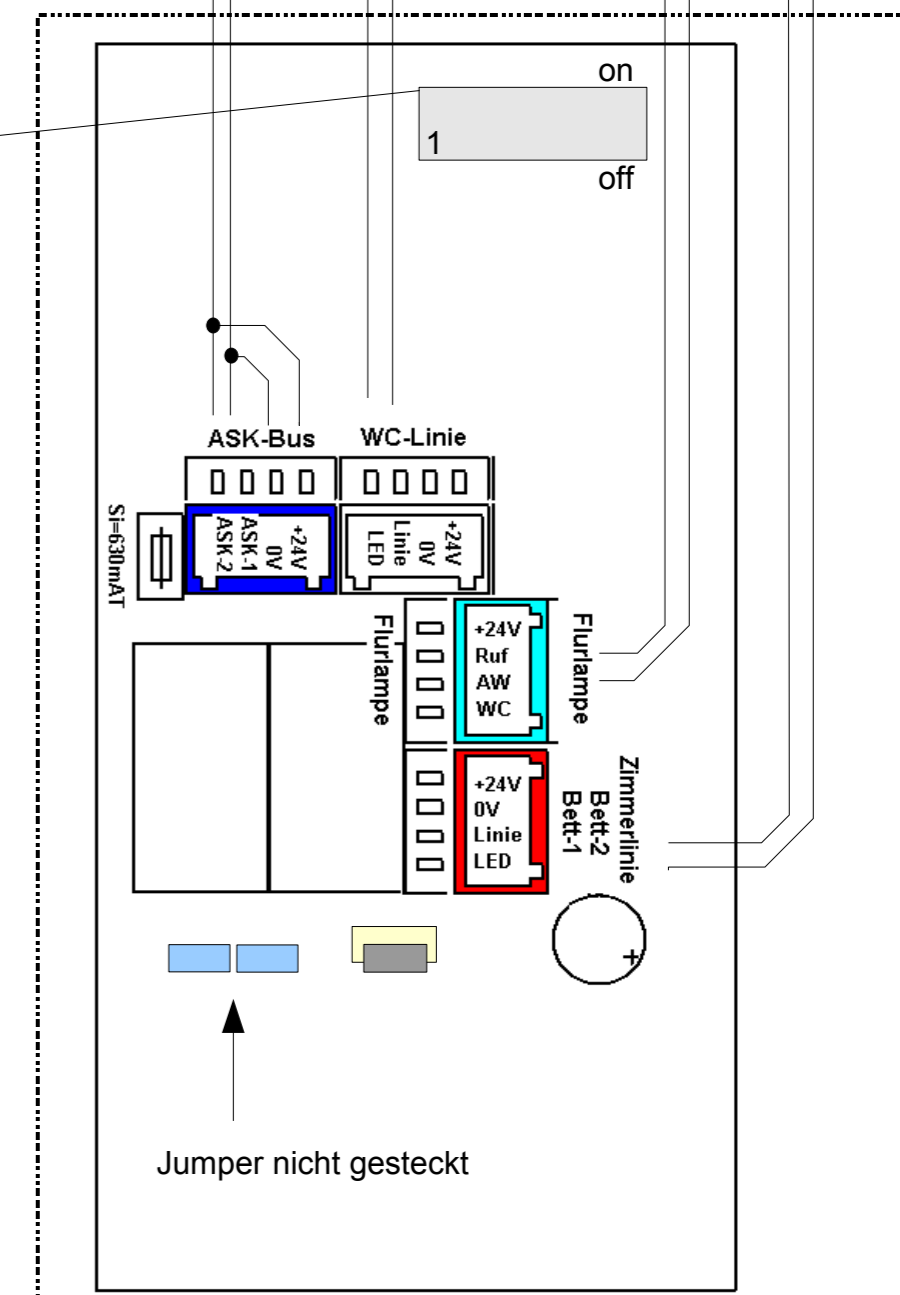 on
1
off
ASK-Bus
WC-Linie
Si=630mAT
ASK-2
ASK-1
0V
+24V
LED
Linie
0V
+24V
Flurlampe
+24V
Ruf
AW
WC
Flurlampe
+24V
0V
Linie
LED
Zimmerlinie
Bett-2
Bett-1
+
Jumper nicht gesteckt